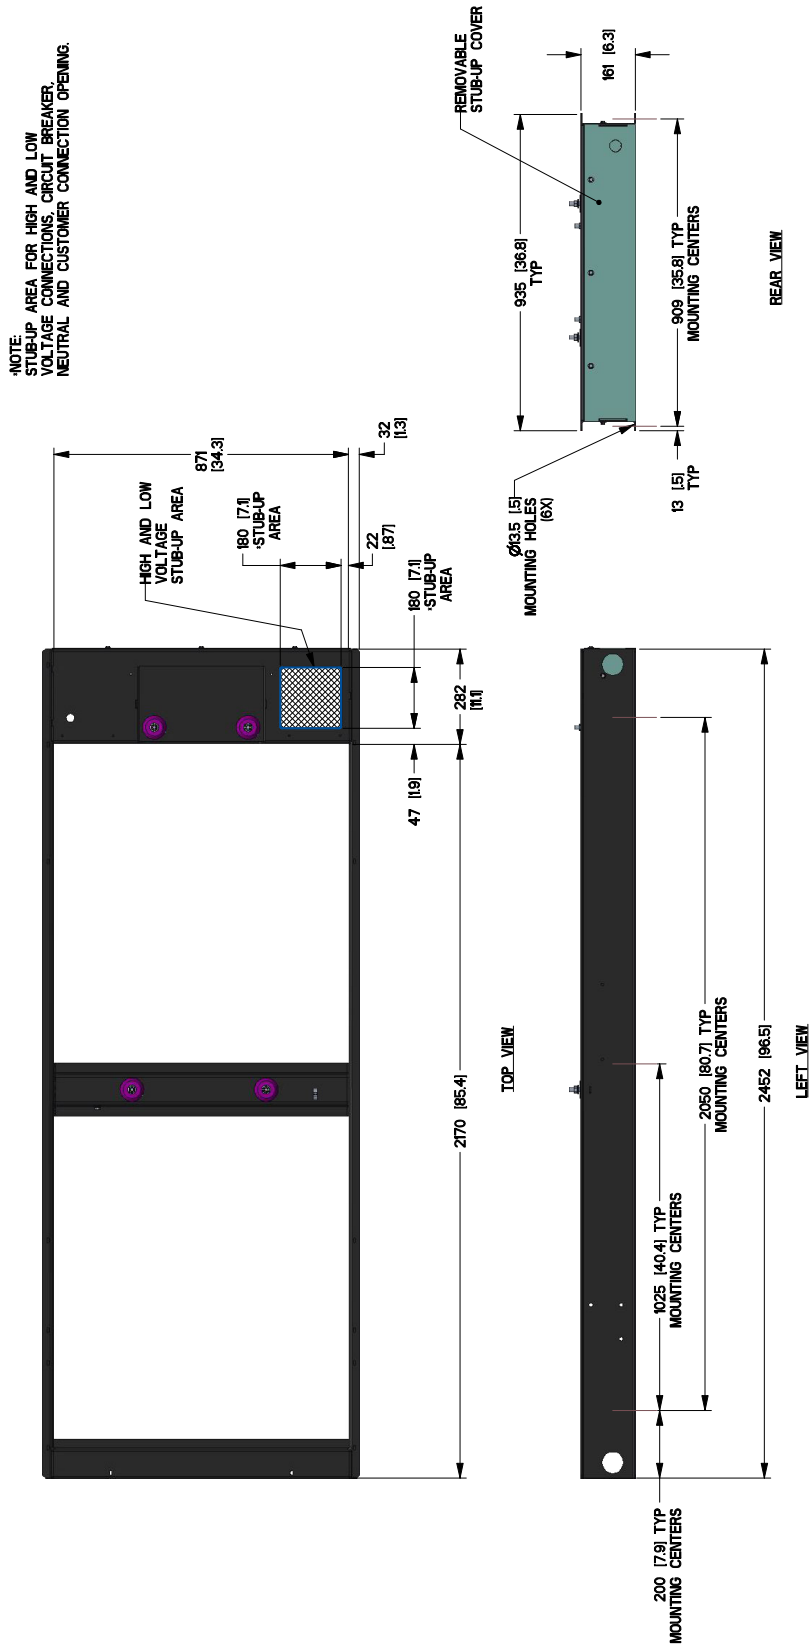 *NOTE:
STUB-UP AREA FOR HIGH AND LOW
VOLTAGE CONNECTIONS, CIRCUIT BREAKER,
NEUTRAL AND CUSTOMER CONNECTION OPENING.
871
[34.3]
32
[1.3]
HIGH AND LOW
VOLTAGE
STUB-UP AREA
180 [7.1]
*STUB-UP
AREA
22
[.87]
180 [7.1]
*STUB-UP
AREA
282
[11.1]
47 [1.9]
2170 [85.4]
TOP VIEW
REMOVABLE
STUB-UP COVER
161 [6.3]
935 [36.8]
TYP
909 [35.8] TYP
MOUNTING CENTERS
Ø13.5 [.5]
MOUNTING HOLES
(6X)
13 [.5]
TYP
REAR VIEW
200 [7.9] TYP
MOUNTING CENTERS
1025 [40.4] TYP
MOUNTING CENTERS
2050 [80.7] TYP
MOUNTING CENTERS
2452 [96.5]
LEFT VIEW